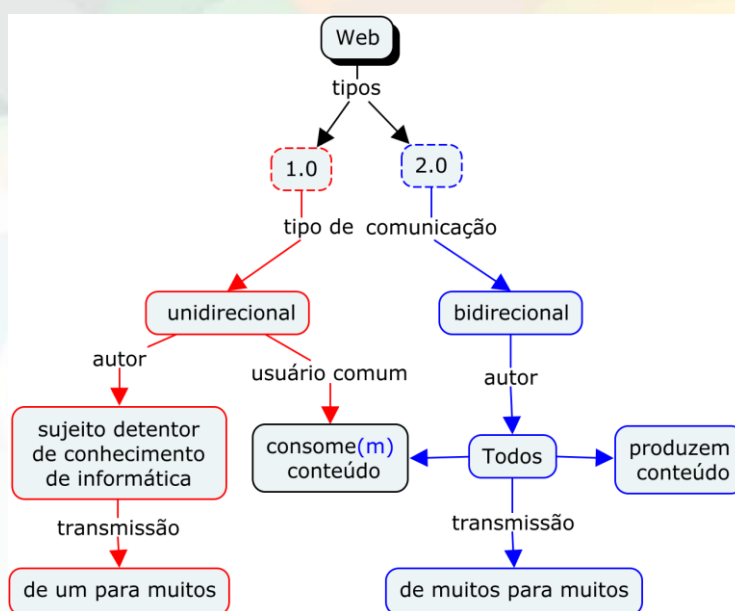 Web
tipos
1.0
2.0
tipo de comunicação
unidirecional
bidirecional
autor
usuário comum
autor
sujeito detentor
de conhecimento
de informática
consome(m)
conteúdo
Todos
produzem
conteúdo
transmissão
transmissão
de um para muitos
de muitos para muitos